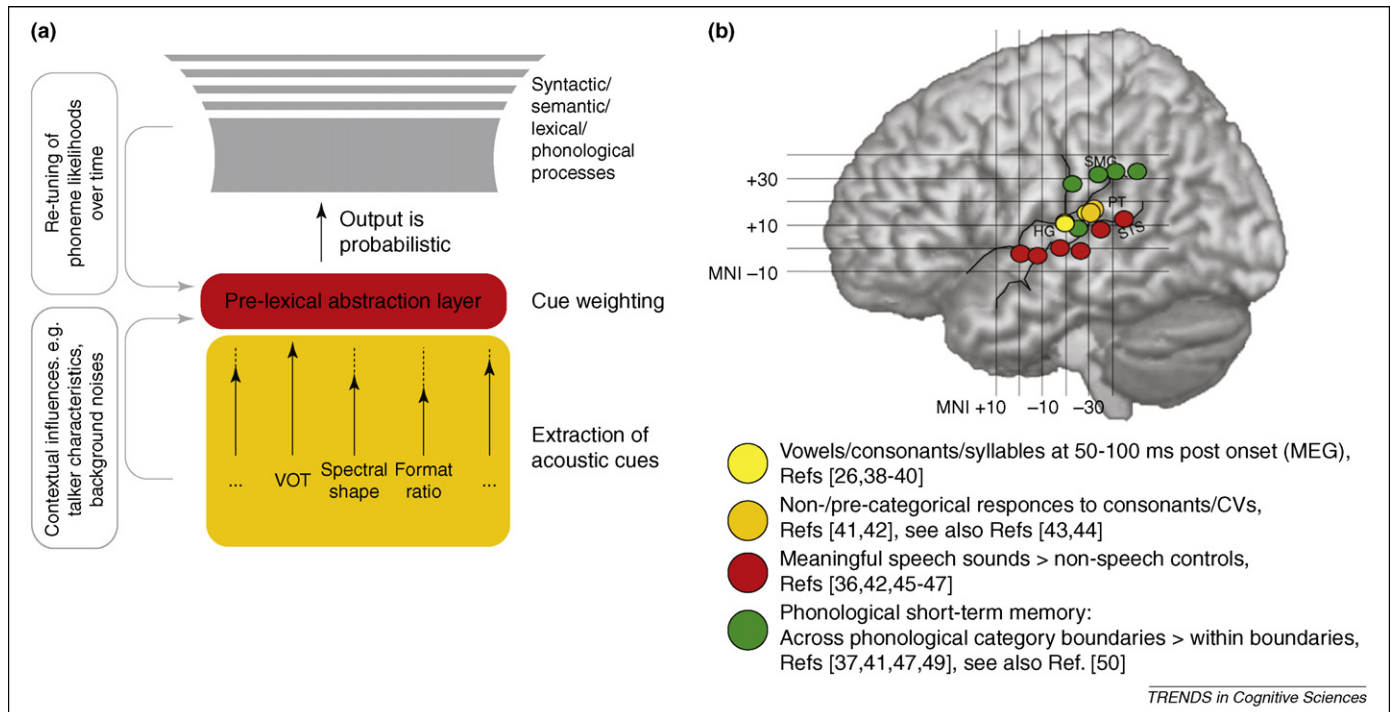 (a)
Re-tuning of
phoneme likelihoods
over time
Contextual influences. e.g.
talker characteristics,
background noises
Syntactic/
semantic/
lexical/
phonological
processes
Output is
probabilistic
Pre-lexical abstraction layer
Cue weighting
...
VOT
Spectral
shape
Format
ratio
...
Extraction of
acoustic cues
(b)
+30
+10
MNI –10
SMG
PT
HG
STS
MNI +10 –10 –30
Vowels/consonants/syllables at 50-100 ms post onset (MEG),
Refs [26,38-40]
Non-/pre-categorical responces to consonants/CVs,
Refs [41,42], see also Refs [43,44]
Meaningful speech sounds > non-speech controls,
Refs [36,42,45-47]
Phonological short-term memory:
Across phonological category boundaries > within boundaries,
Refs [37,41,47,49], see also Ref. [50]
TRENDS in Cognitive Sciences